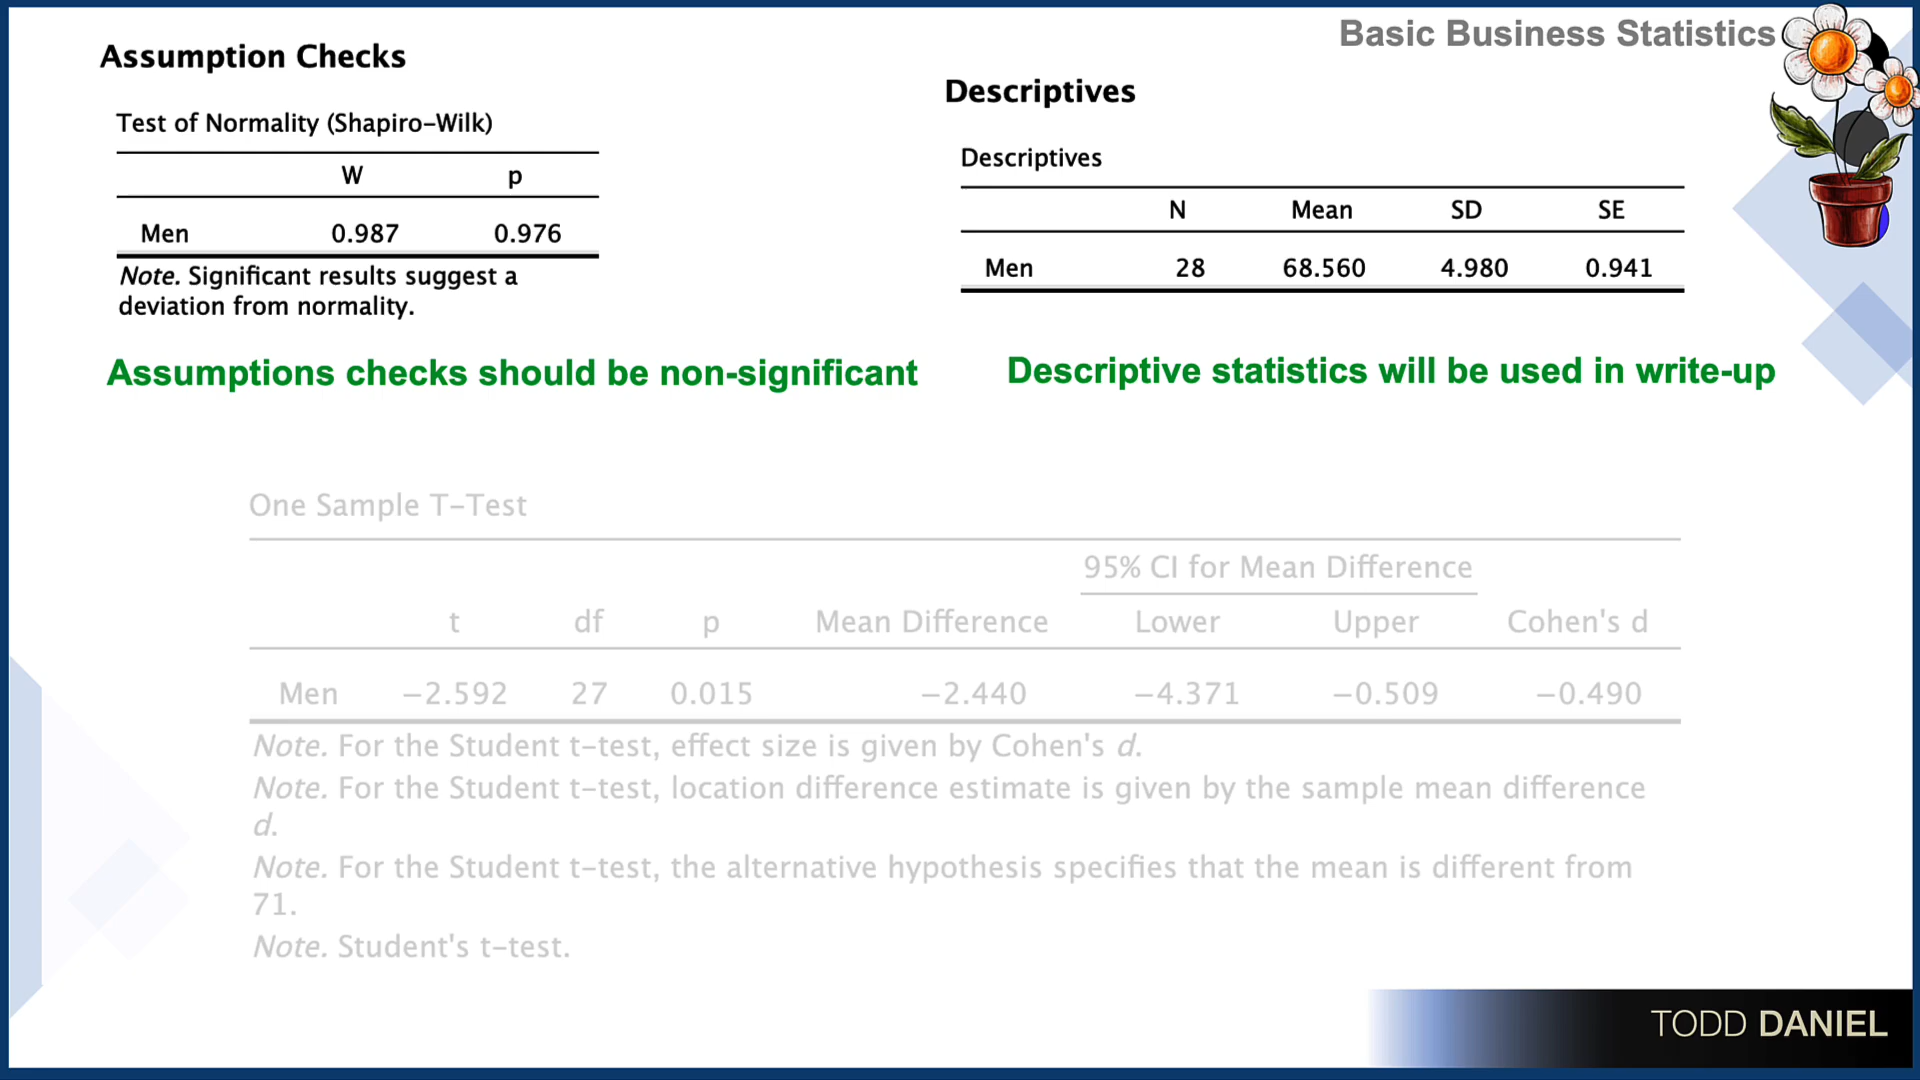 Basic Business Statistics
Assumption Checks
Test of Normality (Shapiro–Wilk)
W p
Men 0.987 0.976
Note. Significant results suggest a
deviation from normality.
Assumptions checks should be non-significant
Descriptives
Descriptives
N Mean SD SE
Men 28 68.560 4.980 0.941
Descriptive statistics will be used in write-up
One Sample T–Test
95% CI for Mean Difference
t df p Mean Difference Lower Upper Cohen's d
Men −2.592 27 0.015 −2.440 −4.371 −0.509 −0.490
Note. For the Student t–test, effect size is given by Cohen's d.
Note. For the Student t–test, location difference estimate is given by the sample mean difference
d.
Note. For the Student t–test, the alternative hypothesis specifies that the mean is different from
71.
Note. Student's t–test.
TODD DANIEL